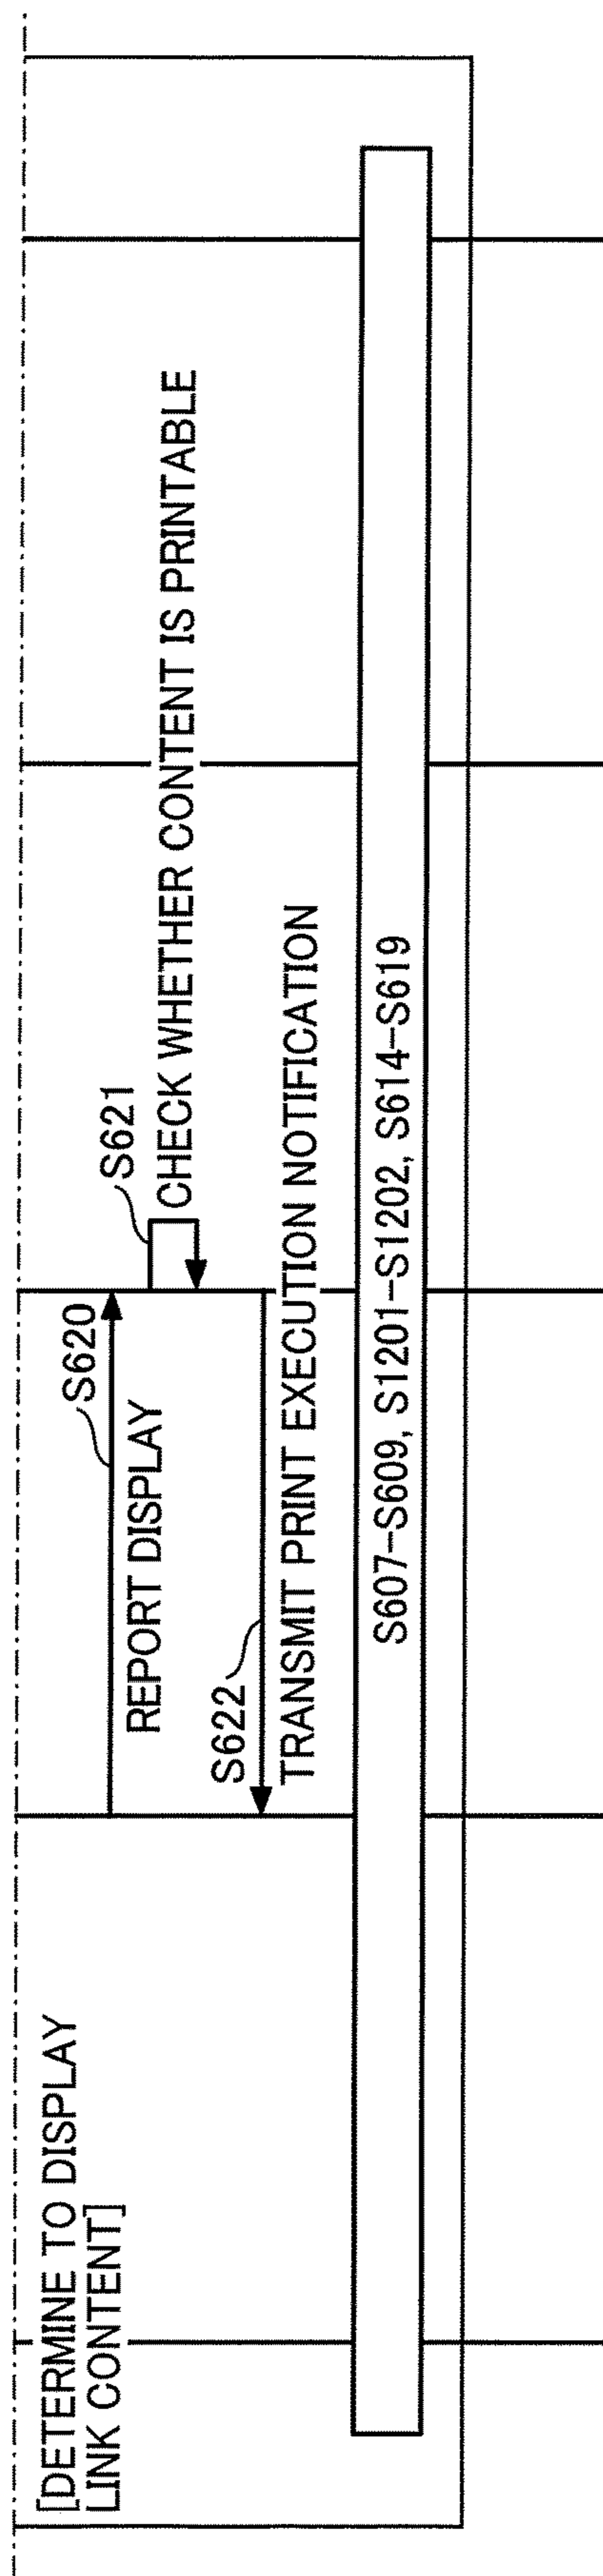 [DETERMINE TO DISPLAY
LINK CONTENT]
S620
REPORT DISPLAY
S621
CHECK WHETHER CONTENT IS PRINTABLE
S622
TRANSMIT PRINT EXECUTION NOTIFICATION
S607-S609, S1201-S1202, S614-S619